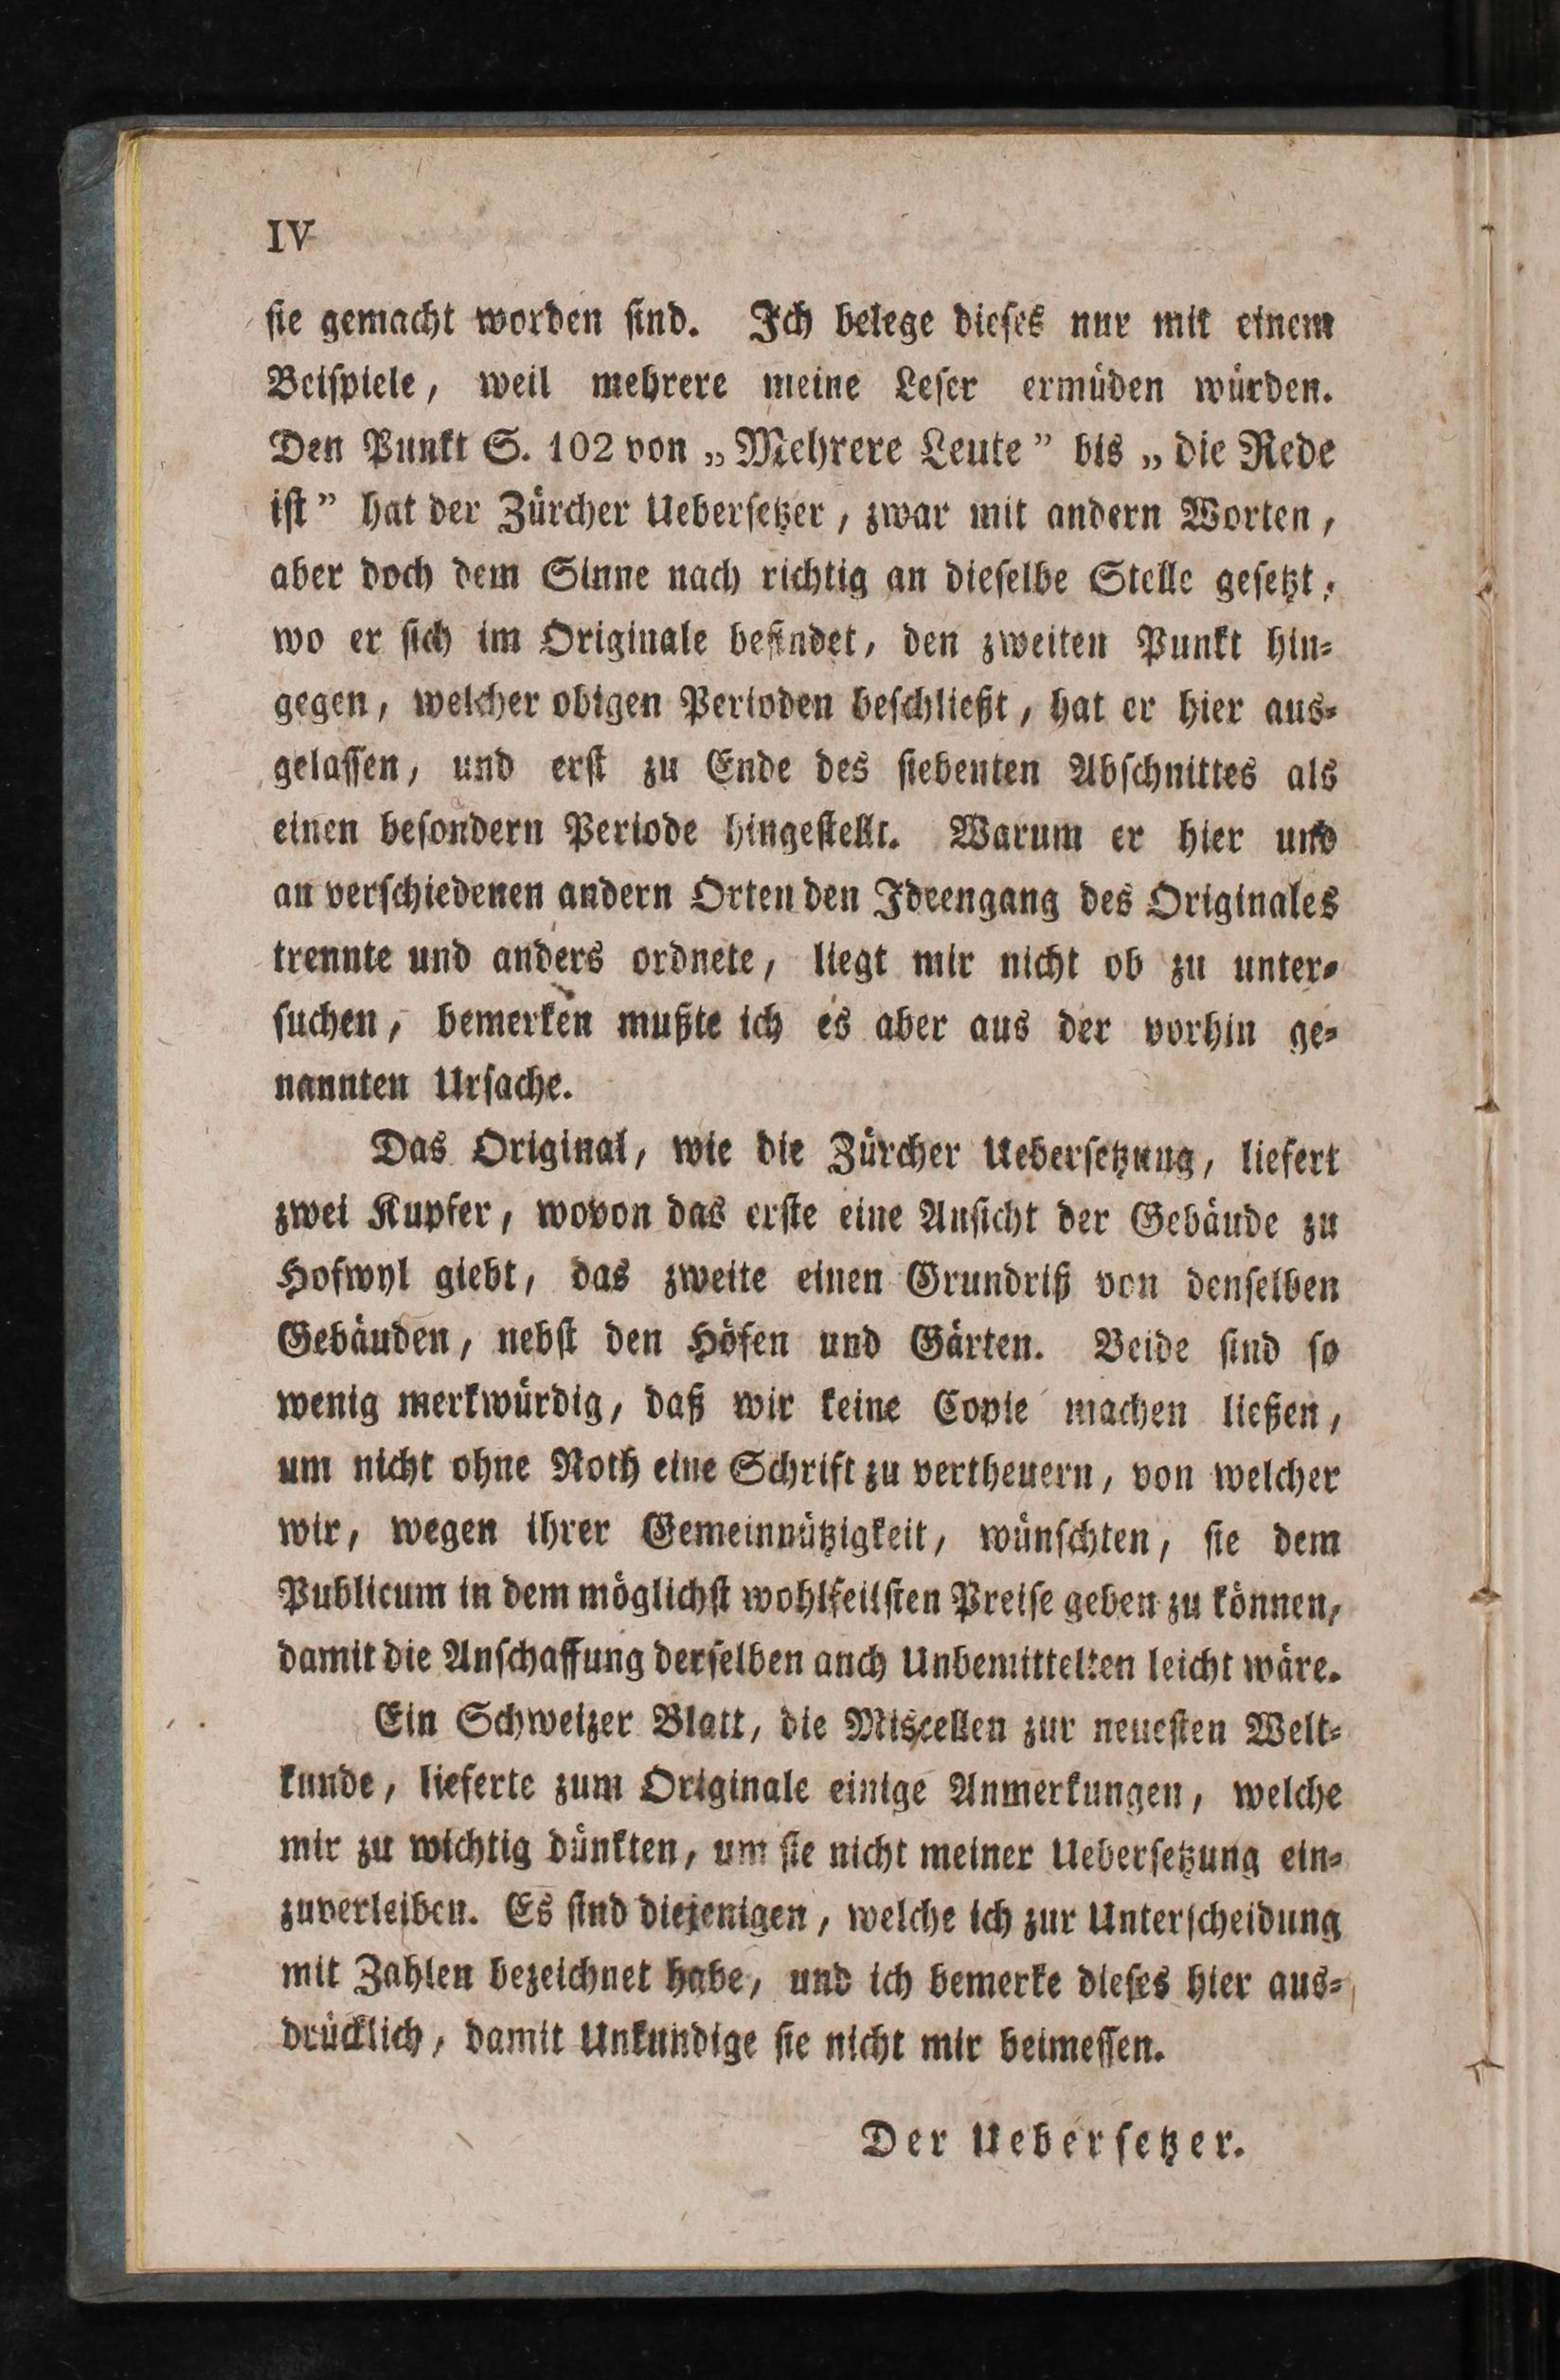 IV
sie gemacht worden sind. Ich belege dieses nur mit einem
Beispiele, weil mehrere meine Leser ermüden würden.
Den Punkt S. 102 von „Mehrere Leute” bis „die Rede
ist” hat der Zürcher Uebersetzer, zwar mit andern Worten,
aber doch dem Sinne nach richtig an dieselbe Stelle gesetzt,
wo er sich im Originale befindet, den zweiten Punkt hin-
gegen, welcher obigen Perioden beschließt, hat er hier aus-
gelassen, und erst zu Ende des siebenten Abschnittes als
einen besondern Periode hingestellt. Warum er hier und
an verschiedenen andern Orten den Ideengang des Originales
trennte und anders ordnete, liegt mir nicht ob zu unter-
suchen, bemerken mußte ich es aber aus der vorhin ge-
nannten Ursache.
Das Original, wie die Zürcher Uebersetzung, liefert
zwei Kupfer, wovon das erste eine Ansicht der Gebäude zu
Hofwyl giebt, das zweite einen Grundriß von denselben
Gebäuden, nebst den Höfen und Gärten. Beide sind so
wenig merkwürdig, daß wir keine Copie machen ließen,
um nicht ohne Noth eine Schrift zu vertheuern, von welcher
wir, wegen ihrer Gemeinnützigkeit, wünschten, sie dem
Publicum in dem möglichst wohlfeilsten Preise geben zu können,
damit die Anschaffung derselben auch Unbemittelten leicht wäre.
Ein Schweizer Blatt, die Miscellen zur neuesten Welt-
kunde, lieferte zum Originale einige Anmerkungen, welche
mir zu wichtig dünkten, um sie nicht meiner Uebersetzung ein-
zuverleiben. Es sind diejenigen, welche ich zur Unterscheidung
mit Zahlen bezeichnet habe, und ich bemerke dieses hier aus-
drücklich, damit Unkundige sie nicht mir beimessen.
Der Uebersetzer.